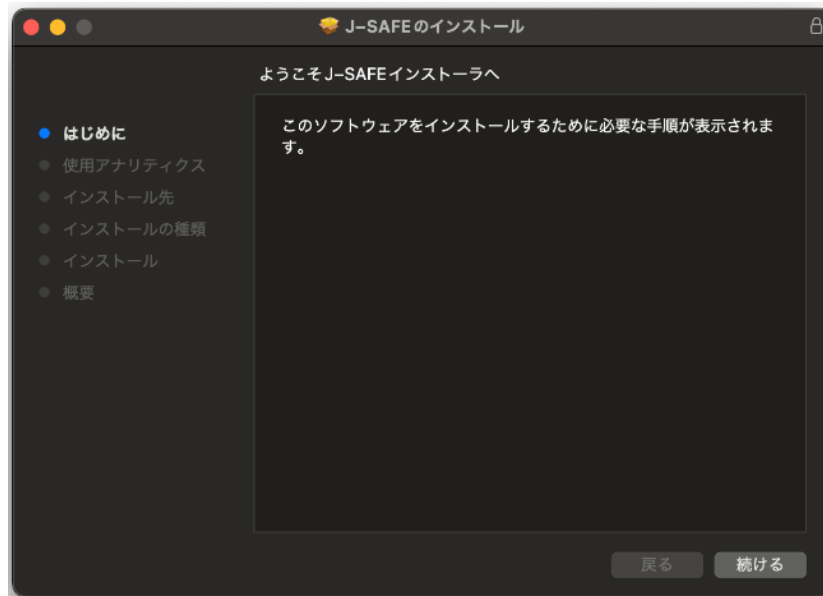 J-SAFEのインストール
ようこそJ-SAFEインストーラへ
はじめに
使用アナリティクス
インストール先
インストールの種類
インストール
概要
このソフトウェアをインストールするために必要な手順が表示されま
す。
戻る
続ける